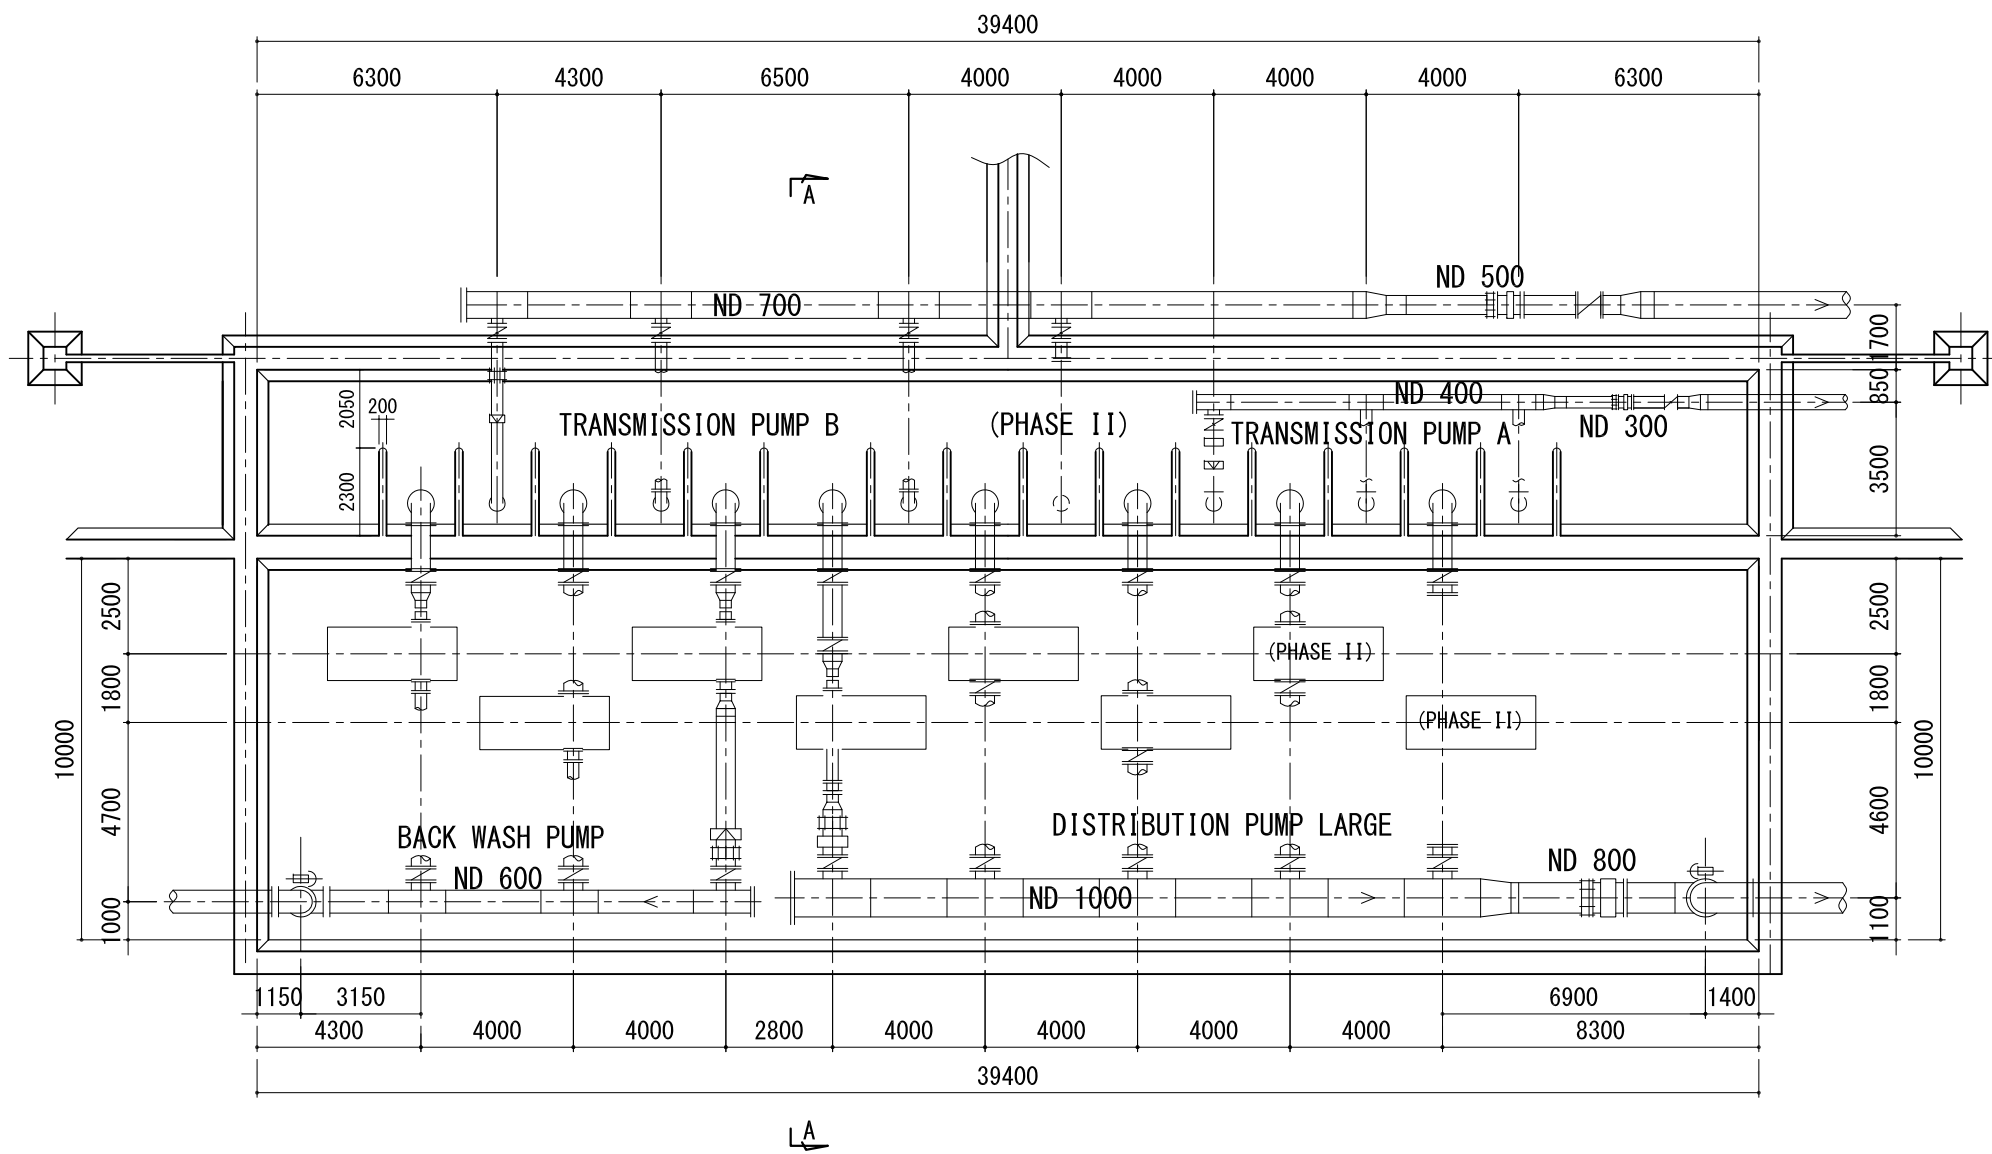 39400
6300 4300 6500 4000 4000 4000 4000 6300
A
ND 500
ND 700
1700
ND 400
850
2050
200
TRANSMISSION PUMP B
(PHASE II)
TRANSMISSION PUMP A
ND 300
2300
3500
2500
2500
(PHASE II)
1800
1800
(PHASE II)
10000
10000
4700
4600
BACK WASH PUMP
DISTRIBUTION PUMP LARGE
ND 600
ND 800
ND 1000
1000
1100
1150 3150
6900 1400
4300 4000 4000 2800 4000 4000 4000 4000 8300
39400
A